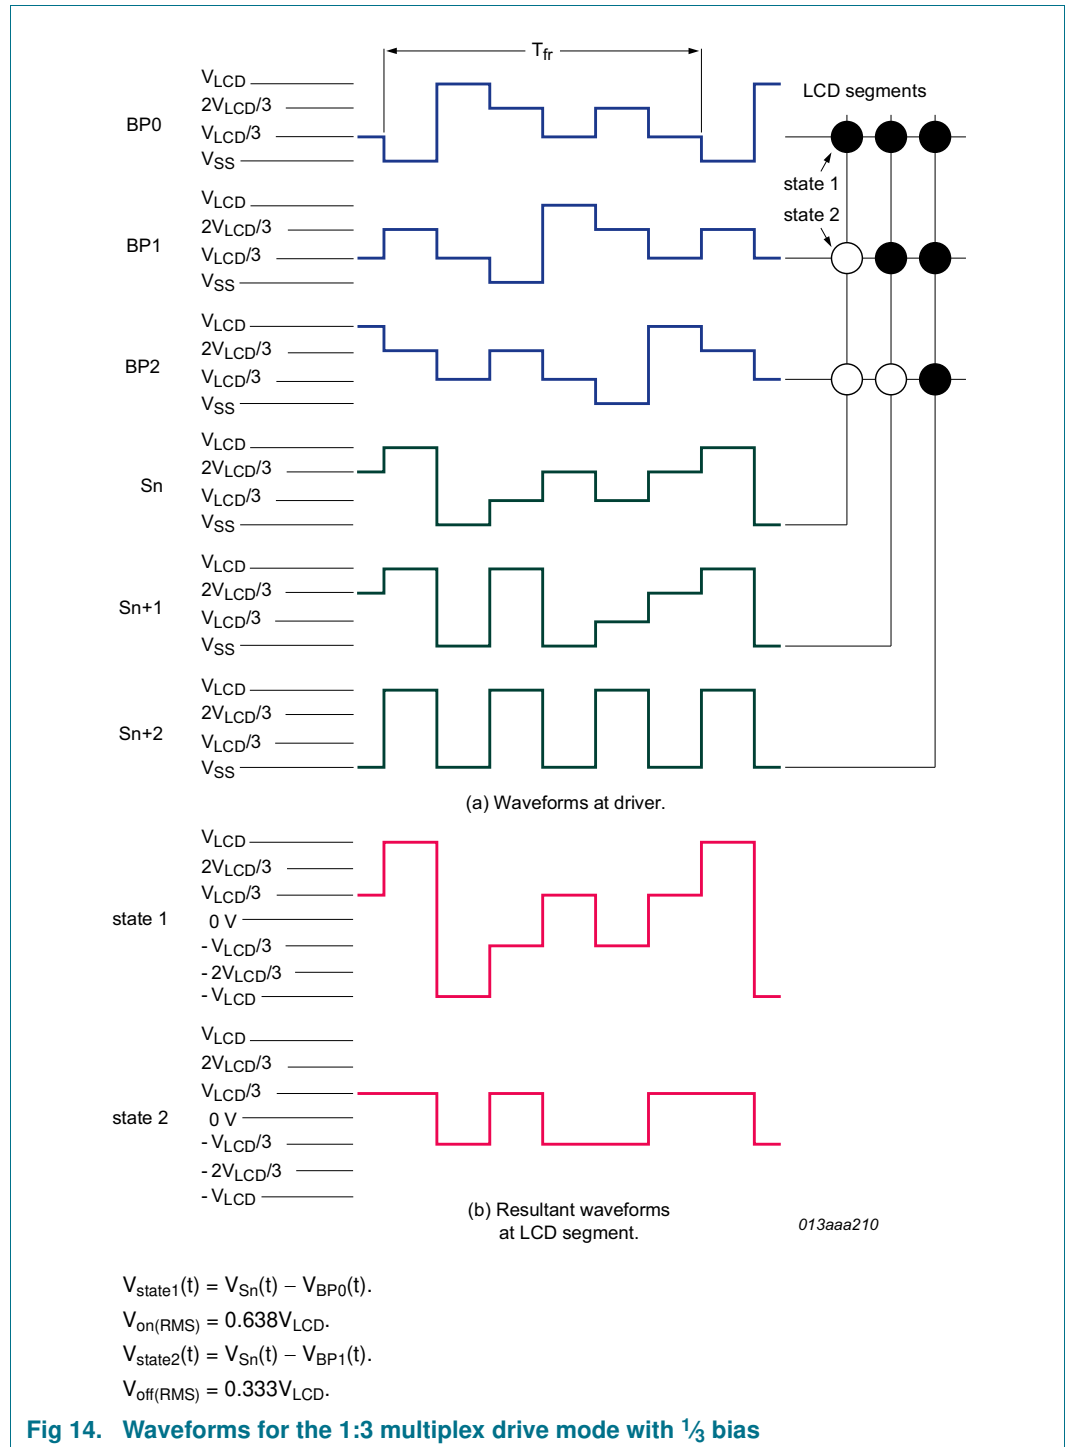 Tfr
VLCD
2VLCD/3
BP0
VLCD/3
VSS
LCD segments
state 1
state 2
VLCD
2VLCD/3
BP1
VLCD/3
VSS
VLCD
2VLCD/3
BP2
VLCD/3
VSS
VLCD
2VLCD/3
Sn
VLCD/3
VSS
VLCD
2VLCD/3
Sn+1
VLCD/3
VSS
VLCD
2VLCD/3
Sn+2
VLCD/3
VSS
(a) Waveforms at driver.
VLCD
2VLCD/3
VLCD/3
state 1
0 V
- VLCD/3
- 2VLCD/3
- VLCD
VLCD
2VLCD/3
VLCD/3
state 2
0 V
- VLCD/3
- 2VLCD/3
- VLCD
(b) Resultant waveforms
at LCD segment.
013aaa210
Vstate1(t) = VSn(t) − VBP0(t).
Von(RMS) = 0.638VLCD.
Vstate2(t) = VSn(t) − VBP1(t).
Voff(RMS) = 0.333VLCD.
Fig 14. Waveforms for the 1:3 multiplex drive mode with 1⁄3 bias